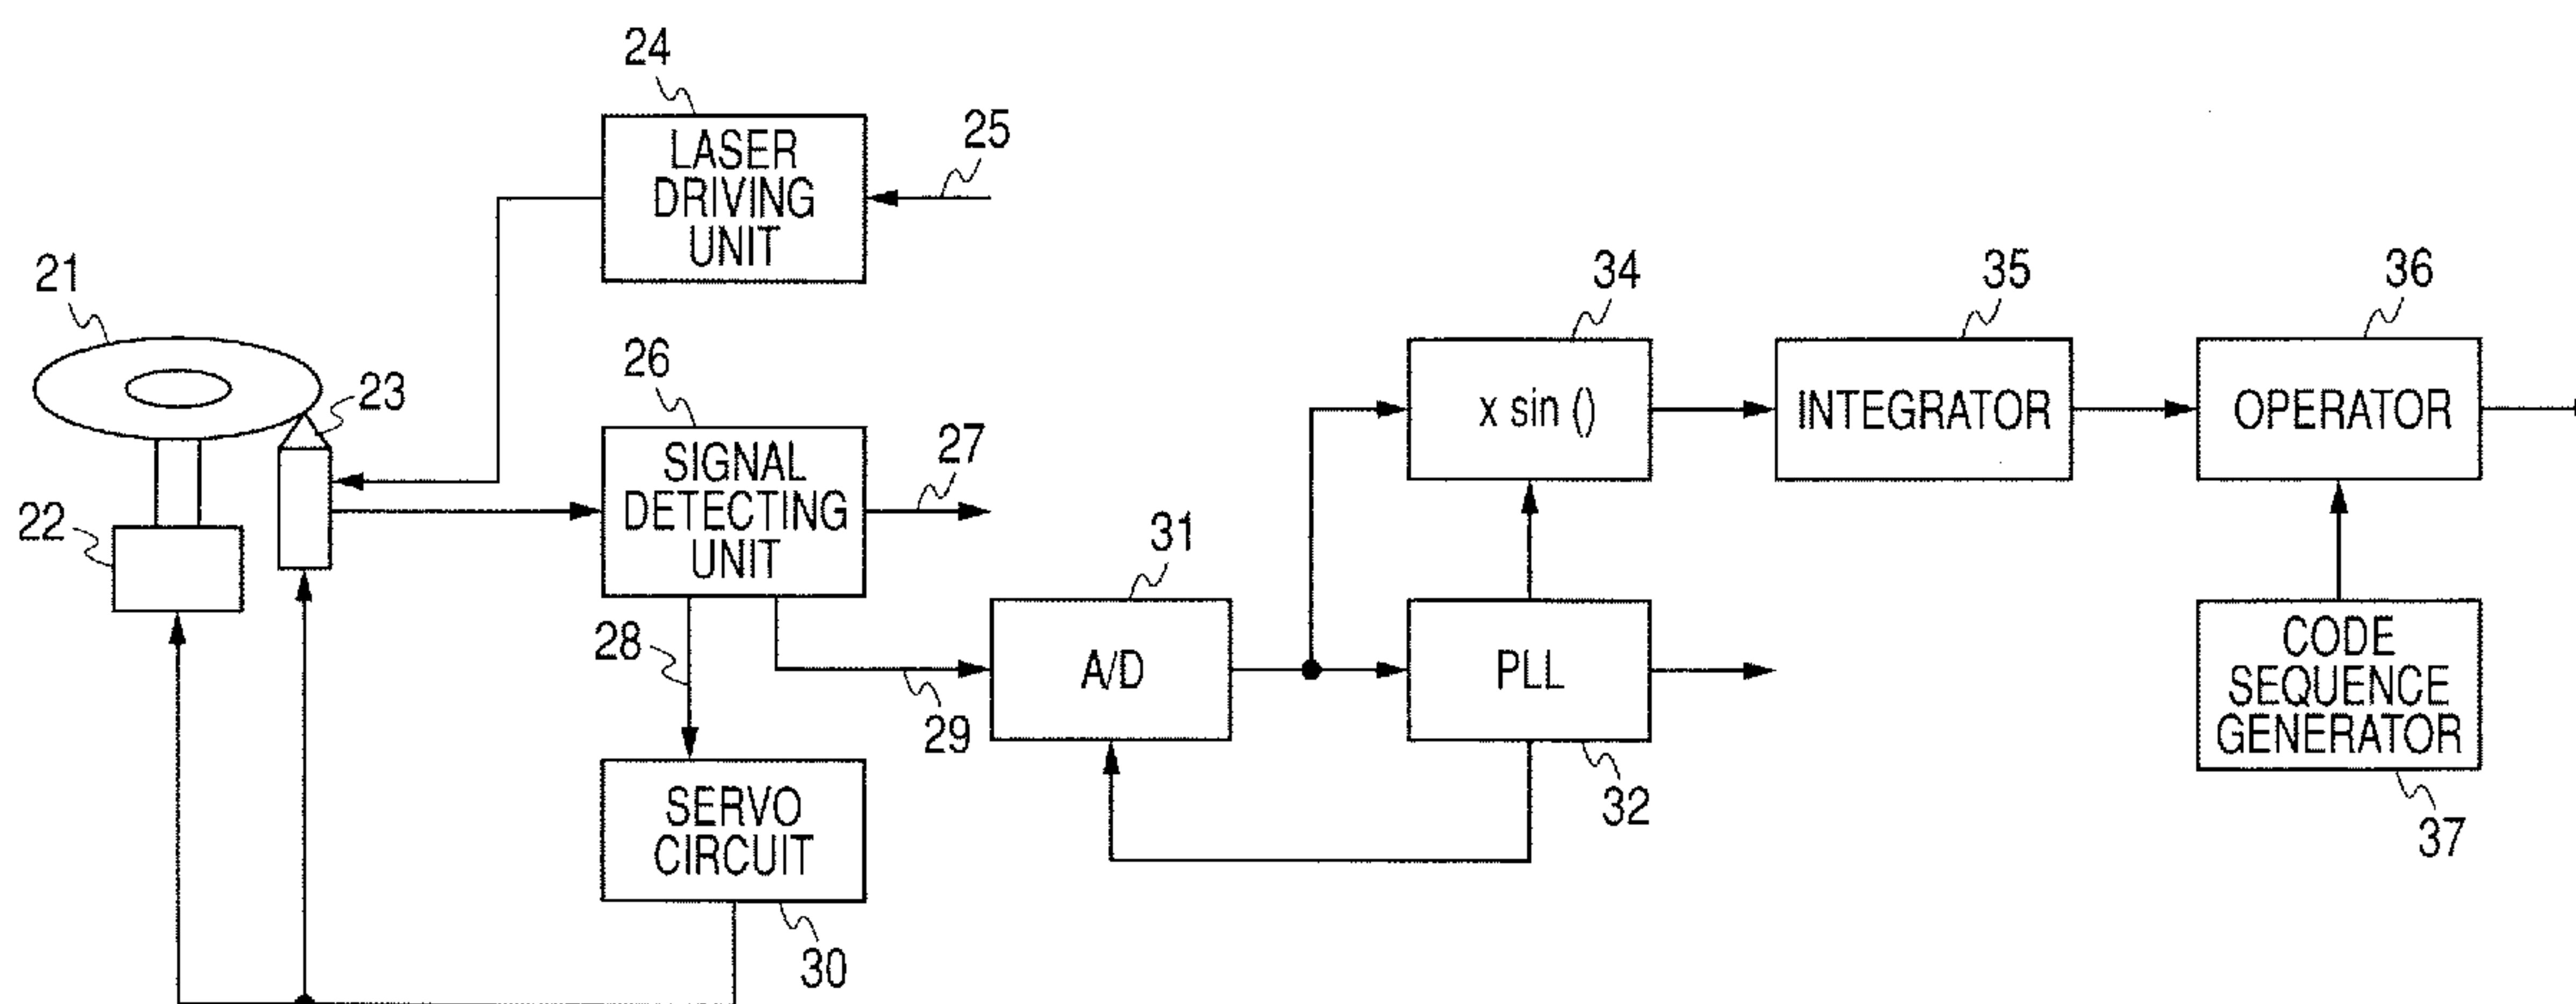 24
LASER
DRIVING
UNIT
25
21
23
22
26
SIGNAL
DETECTING
UNIT
27
28
29
SERVO
CIRCUIT
30
31
A/D
34
x sin ()
PLL
32
35
INTEGRATOR
36
OPERATOR
CODE
SEQUENCE
GENERATOR
37